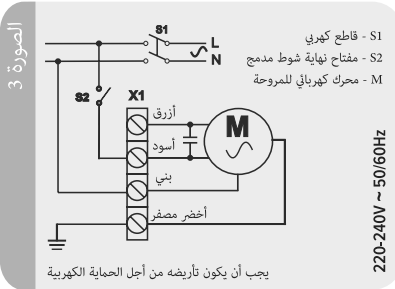 الصورة 3
S1 - قاطع كهربي
S2 - مفتاح نهاية شوط مدمج
M - محرك كهربائي للمروحة
S1
L
N
S2
X1
أزرق
أسود
بني
أخضر مصفر
M
220-240V ~ 50/60Hz
يجب أن يكون تأريضه من أجل الحماية الكهربية